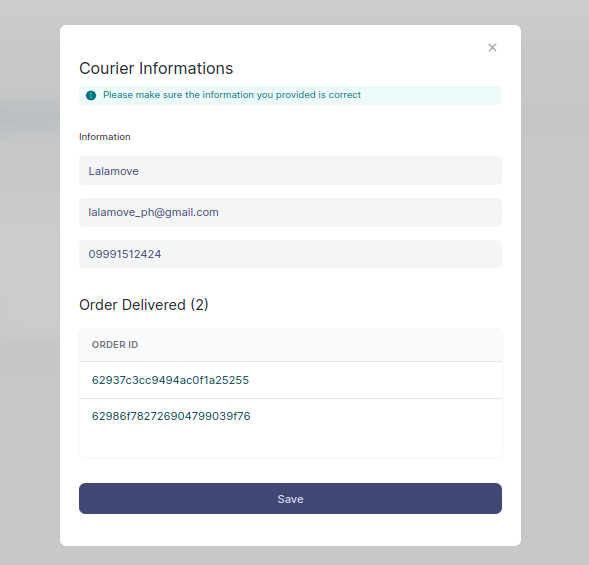 Courier Informations
Please make sure the information you provided is correct
Information
Lalamove
lalamove_ph@gmail.com
09991512424
Order Delivered (2)
ORDER ID
62937c3cc9494ac0f1a25255
62986f782726904799039f76
Save